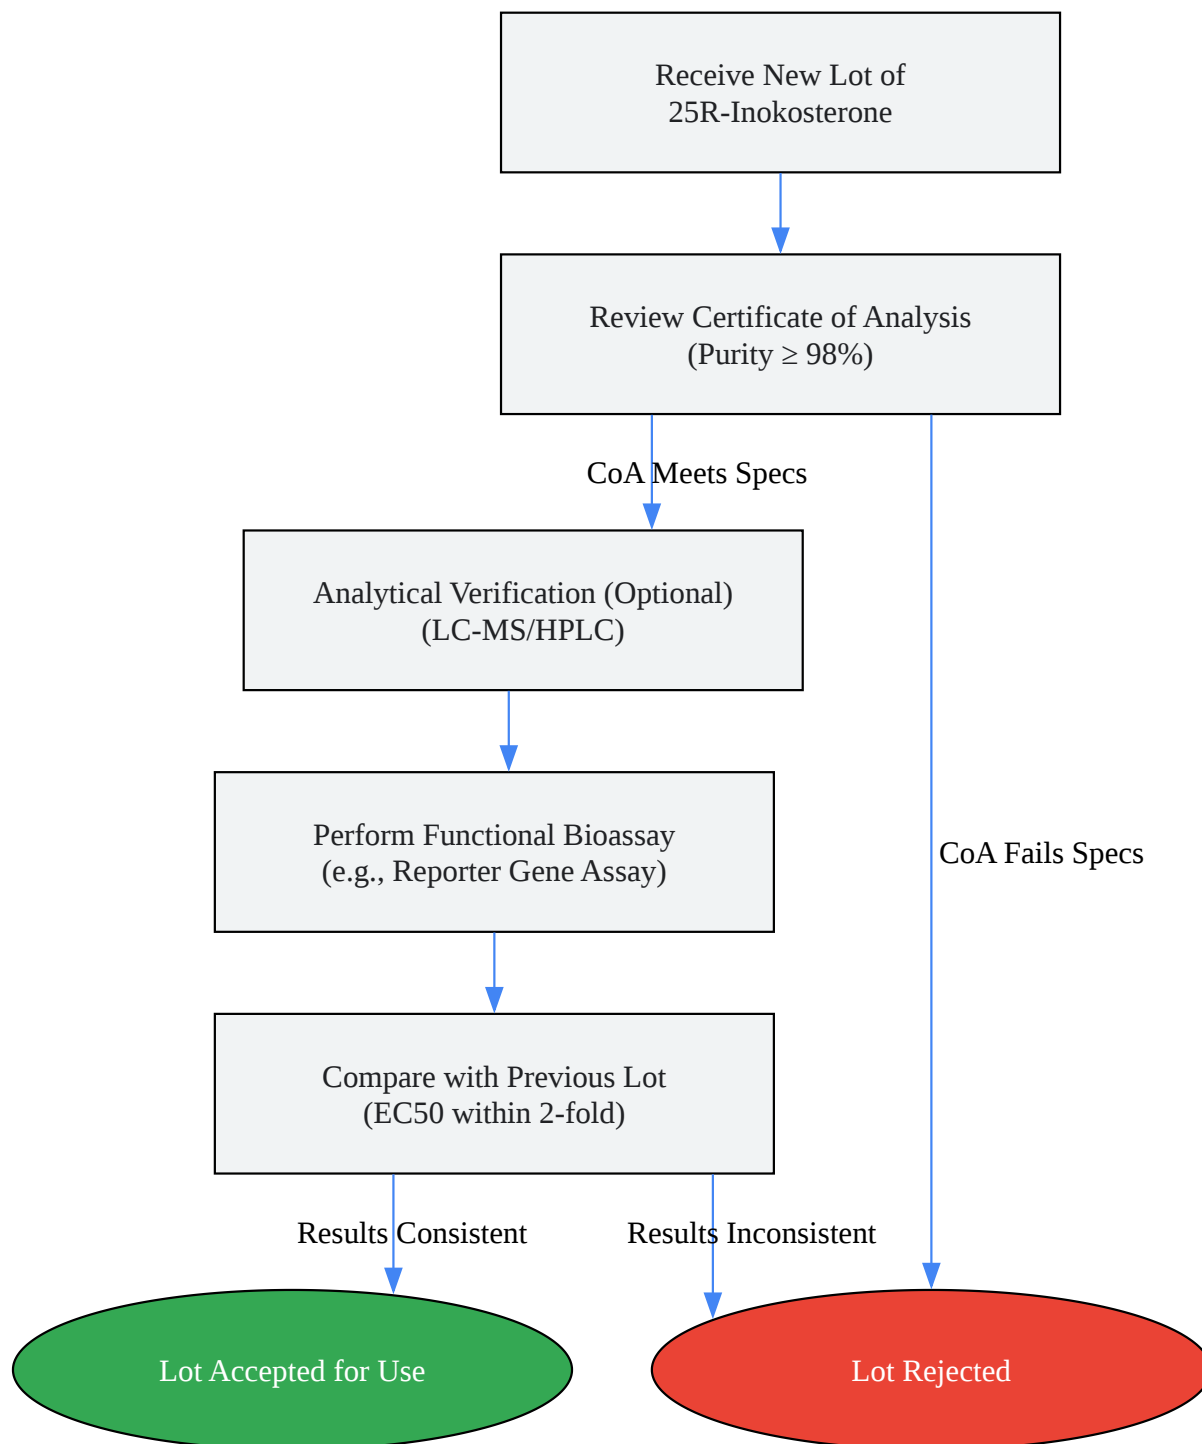 Receive New Lot of
25R-Inokosterone
Review Certificate of Analysis
(Purity ≥ 98%)
CoA Meets Specs
Analytical Verification (Optional)
(LC-MS/HPLC)
Perform Functional Bioassay
(e.g., Reporter Gene Assay)
CoA Fails Specs
Compare with Previous Lot
(EC50 within 2-fold)
Results Consistent
Results Inconsistent
Lot Accepted for Use
Lot Rejected